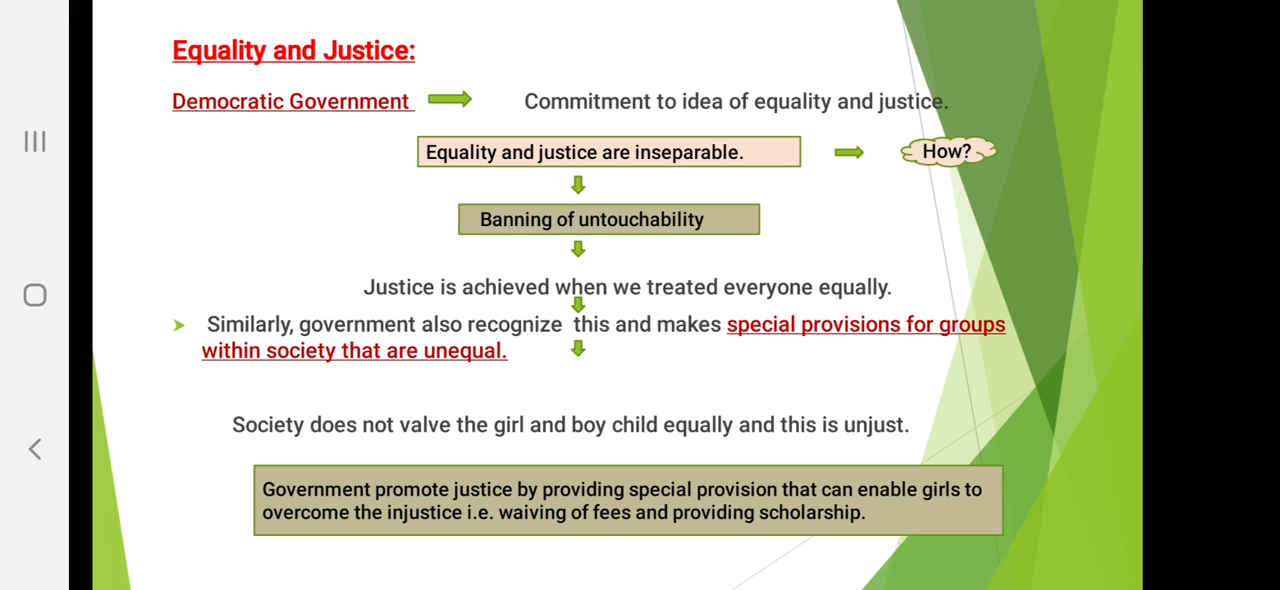 Equality and Justice:
Democratic Government
Commitment to idea of equality and justice.
Equality and justice are inseparable.
How?
Banning of untouchability
Justice is achieved when we treated everyone equally.
Similarly, government also recognize this and makes special provisions for groups
within society that are unequal.
Society does not valve the girl and boy child equally and this is unjust.
Government promote justice by providing special provision that can enable girls to
overcome the injustice i.e. waiving of fees and providing scholarship.